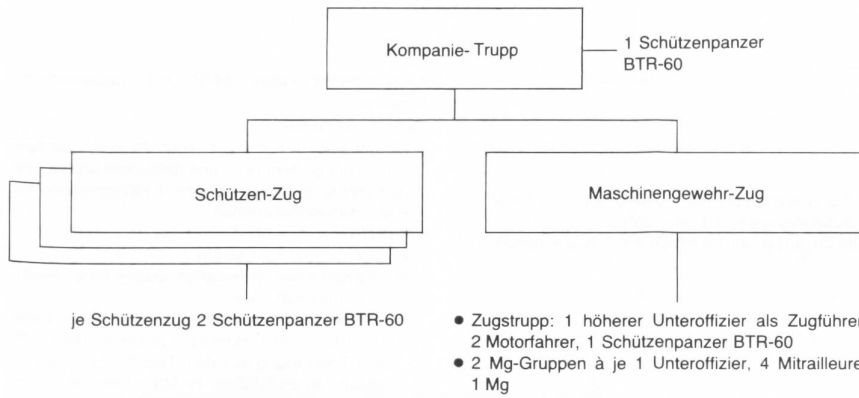 Kompanie- Trupp
1 Schützenpanzer
BTR-60
Schützen-Zug
Maschinengewehr-Zug
je Schützenzug 2 Schützenpanzer BTR-60
● Zugstrupp: 1 höherer Unteroffizier als Zugführer
2 Motorfahrer, 1 Schützenpanzer BTR-60
● 2 Mg-Gruppen à je 1 Unteroffizier, 4 Mitrailleure
1 Mg